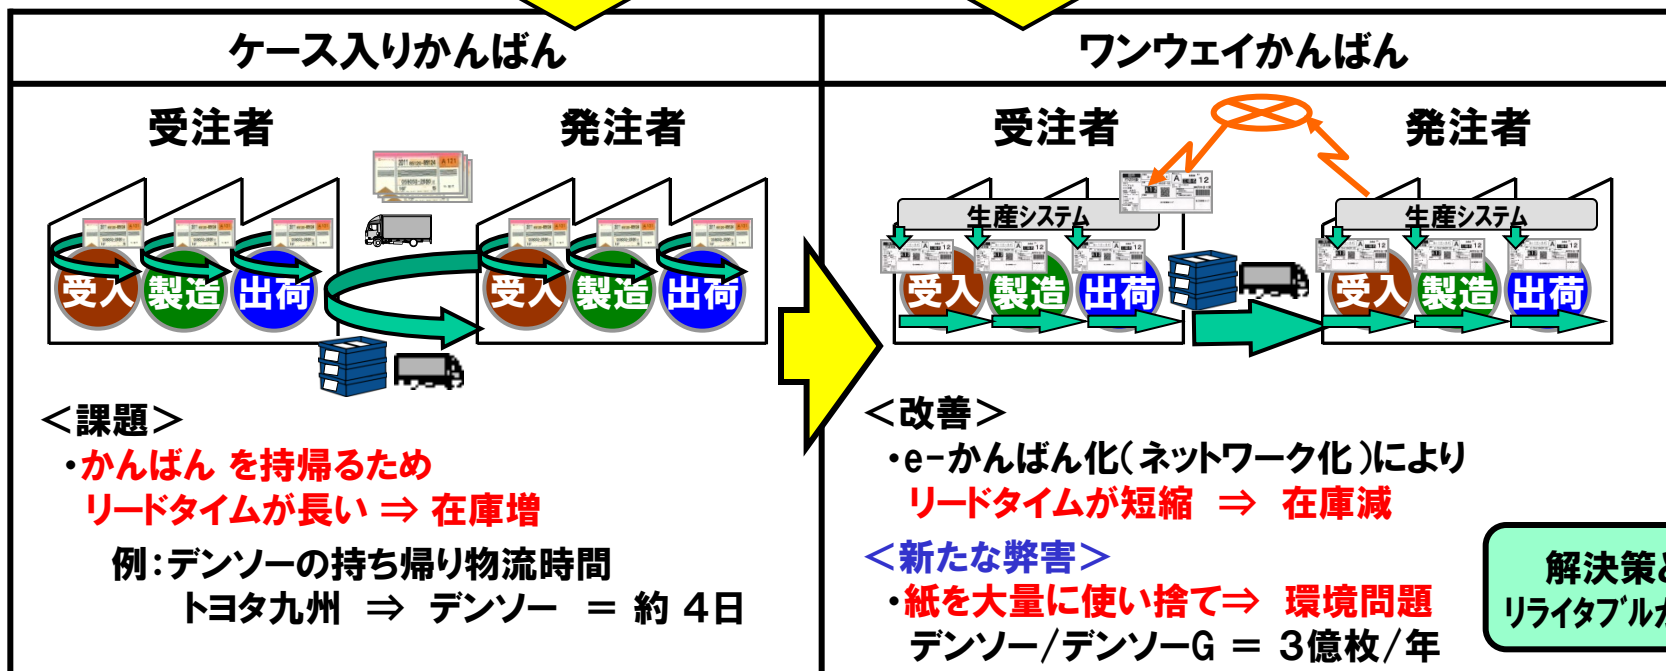 ケース入りかんばん
受注者
発注者
受入 製造 出荷
受入 製造 出荷
＜課題＞
・かんばん を持帰るため
リードタイムが長い ⇒ 在庫増
例：デンソーの持ち帰り物流時間
トヨタ九州 ⇒ デンソー ＝ 約 ４日
ワンウェイかんばん
受注者
発注者
生産システム
生産システム
受入 製造 出荷
受入 製造 出荷
＜改善＞
・e-かんばん化（ネットワーク化）により
リードタイムが短縮 ⇒ 在庫減
＜新たな弊害＞
・紙を大量に使い捨て⇒ 環境問題
デンソー/デンソーG ＝ ３億枚/年
解決策
リライタブル